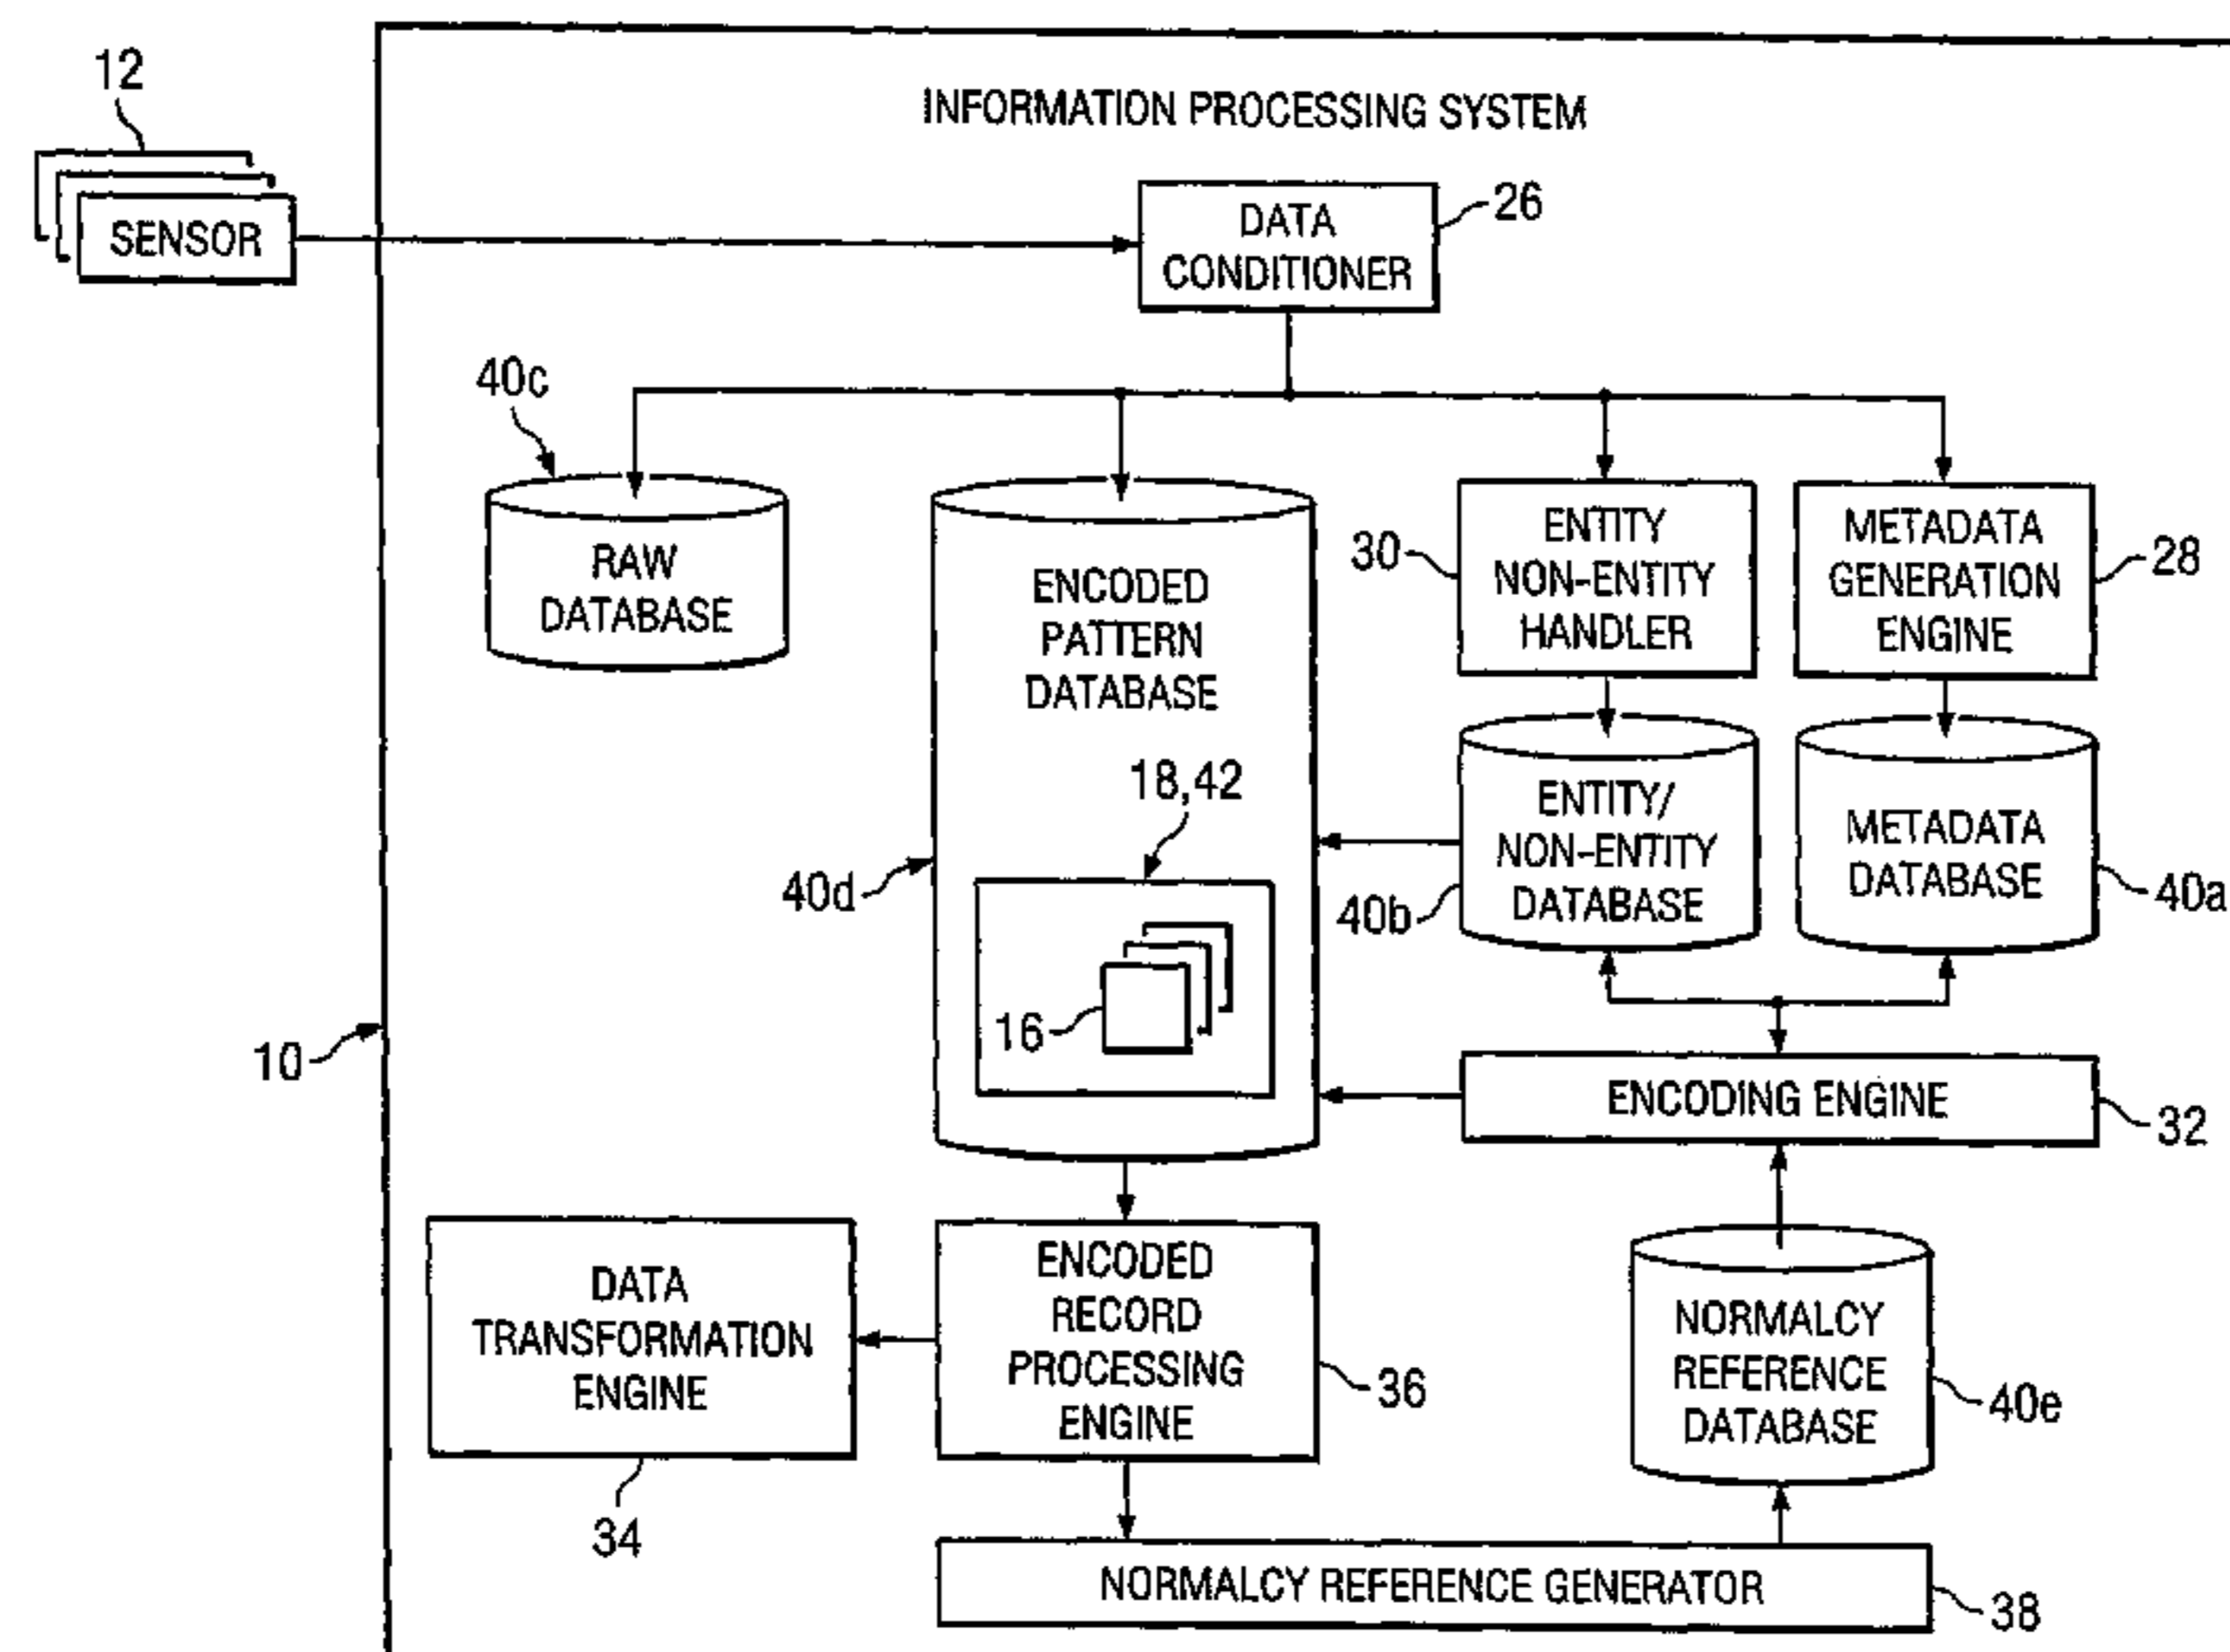 12
INFORMATION PROCESSING SYSTEM
SENSOR
DATA
CONDITIONER
26
40c
RAW
DATABASE
ENCODED
PATTERN
DATABASE
30
ENTITY
NON-ENTITY
HANDLER
METADATA
GENERATION
ENGINE
28
18,42
40d
16
40b
ENTITY/
NON-ENTITY
DATABASE
METADATA
DATABASE
40a
10
ENCODING ENGINE
32
DATA
TRANSFORMATION
ENGINE
34
ENCODED
RECORD
PROCESSING
ENGINE
36
NORMALCY
REFERENCE
DATABASE
40e
NORMALCY REFERENCE GENERATOR
38